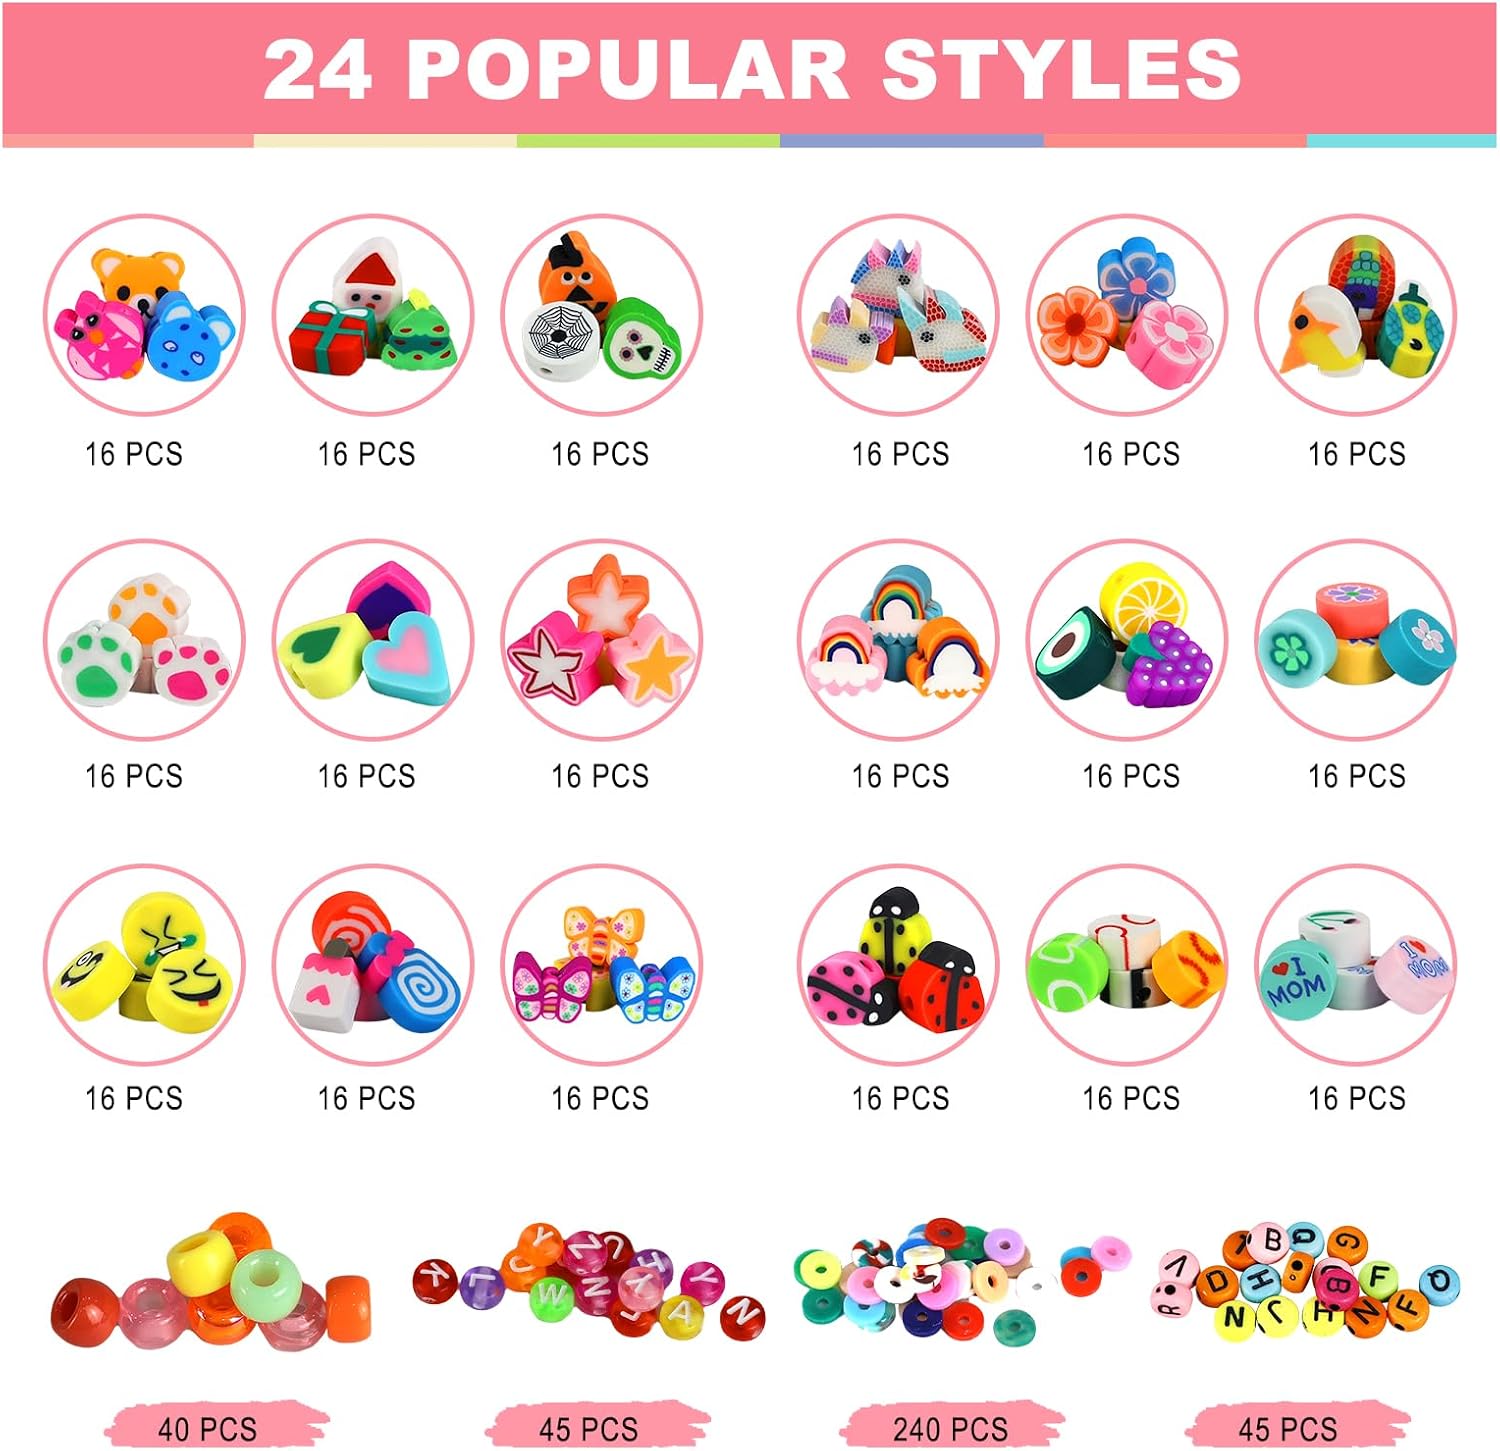 24 POPULAR STYLES
16 PCS 16 PCS 16 PCS 16 PCS 16 PCS 16 PCS
16 PCS 16 PCS 16 PCS 16 PCS 16 PCS 16 PCS
I
MOM
I
MOM
16 PCS 16 PCS 16 PCS 16 PCS 16 PCS 16 PCS
K L Y Z U H Y W N Y A N
V B Q G R D H B F Q N J H N F
40 PCS 45 PCS 240 PCS 45 PCS